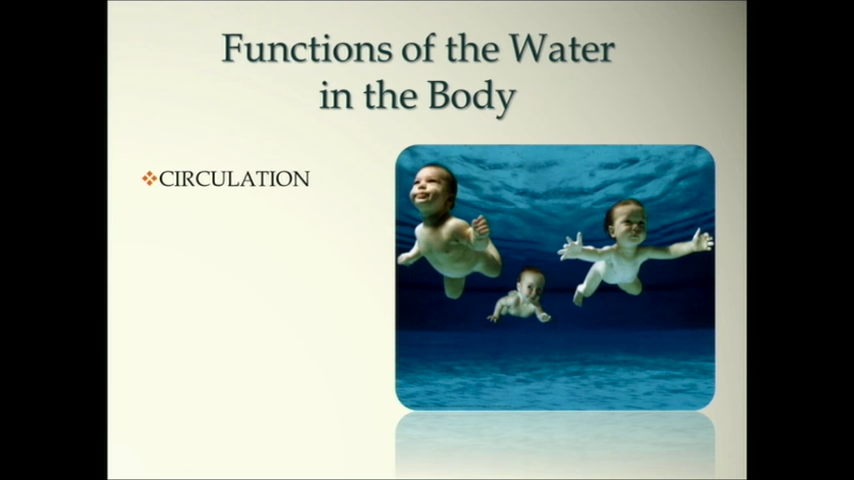 Functions of the Water
in the Body
CIRCULATION